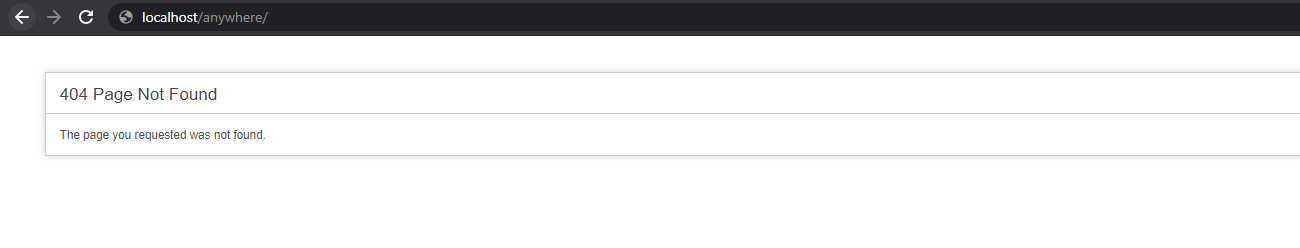 localhost/anywhere/
404 Page Not Found
The page you requested was not found.